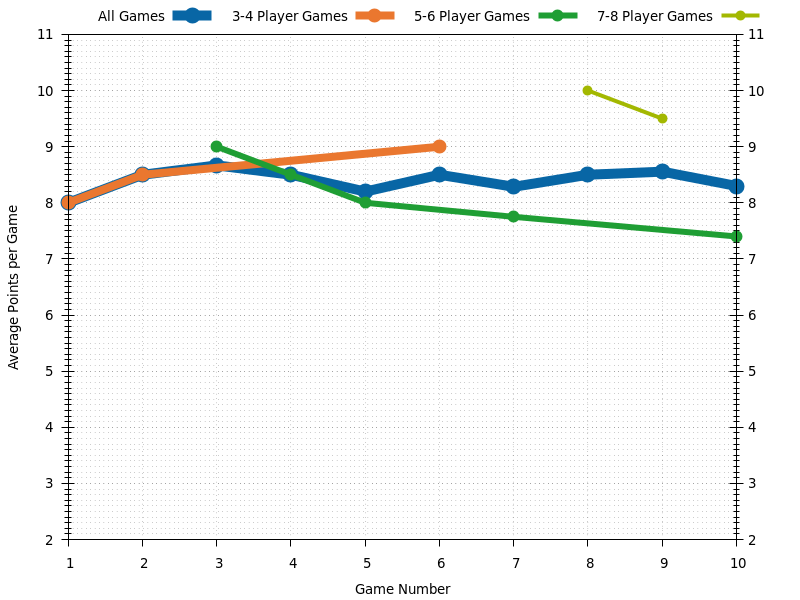 All Games 3-4 Player Games 5-6 Player Games 7-8 Player Games
11 11
10 10
9 9
8 8
7 7
6 6
5 5
4 4
3 3
2 2
1 2 3 4 5 6 7 8 9 10
Game Number
Average Points per Game